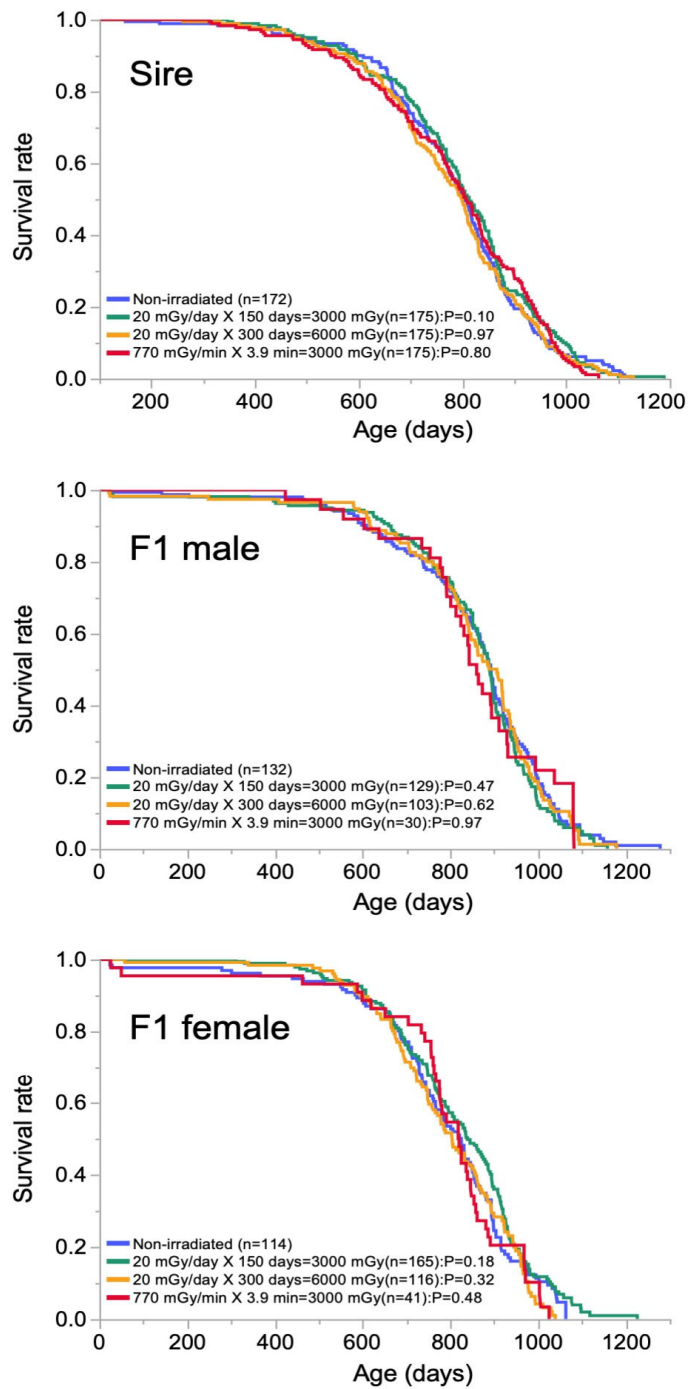 1.0
Sire
0.8
0.6
Survival rate
0.4
Non-irradiated (n=172)
0.2
20 mGy/day X 150 days=3000 mGy(n=175):P=0.10
20 mGy/day X 300 days=6000 mGy(n=175):P=0.97
770 mGy/min X 3.9 min=3000 mGy(n=175):P=0.80
0.0
200 400 600 800 1000 1200
Age (days)
1.0
F1 male
0.8
0.6
Survival rate
0.4
Non-irradiated (n=132)
0.2
20 mGy/day X 150 days=3000 mGy(n=129):P=0.47
20 mGy/day X 300 days=6000 mGy(n=103):P=0.62
770 mGy/min X 3.9 min=3000 mGy(n=30):P=0.97
0.0
0 200 400 600 800 1000 1200
Age (days)
1.0
F1 female
0.8
0.6
Survival rate
0.4
Non-irradiated (n=114)
0.2
20 mGy/day X 150 days=3000 mGy(n=165):P=0.18
20 mGy/day X 300 days=6000 mGy(n=116):P=0.32
770 mGy/min X 3.9 min=3000 mGy(n=41):P=0.48
0.0
0 200 400 600 800 1000 1200
Age (days)